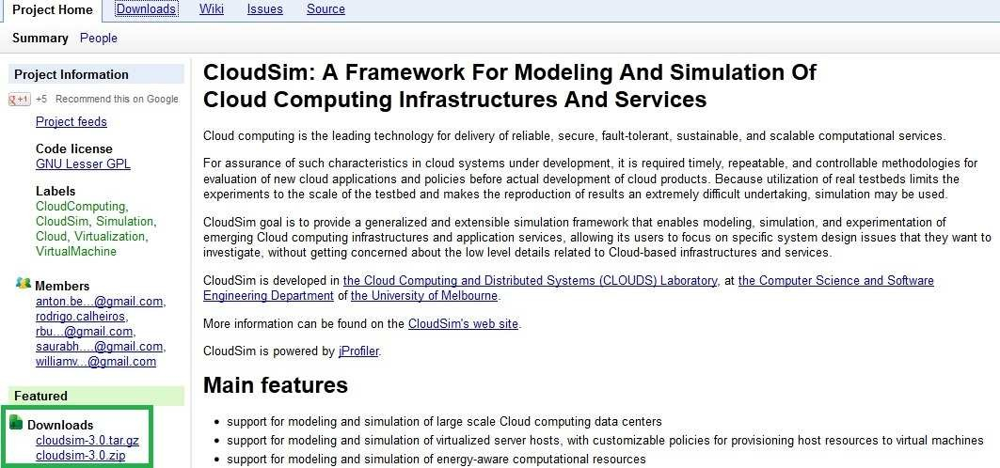 Project Home Downloads Wiki Issues Source
Summary People
Project Information
+1 +5 Recommend this on Google
Project feeds
Code license
GNU Lesser GPL
Labels
CloudComputing,
CloudSim, Simulation,
Cloud, Virtualization,
VirtualMachine
Members
anton.be...@gmail.com,
rodrigo.calheiros,
rbu...@gmail.com,
saurabh....@gmail.com,
williamv...@gmail.com
Featured
Downloads
cloudsim-3.0.tar.gz
cloudsim-3.0.zip
CloudSim: A Framework For Modeling And Simulation Of
Cloud Computing Infrastructures And Services
Cloud computing is the leading technology for delivery of reliable, secure, fault-tolerant, sustainable, and scalable computational services.
For assurance of such characteristics in cloud systems under development, it is required timely, repeatable, and controllable methodologies for
evaluation of new cloud applications and policies before actual development of cloud products. Because utilization of real testbeds limits the
experiments to the scale of the testbed and makes the reproduction of results an extremely difficult undertaking, simulation may be used.
CloudSim goal is to provide a generalized and extensible simulation framework that enables modeling, simulation, and experimentation of
emerging Cloud computing infrastructures and application services, allowing its users to focus on specific system design issues that they want to
investigate, without getting concerned about the low level details related to Cloud-based infrastructures and services.
CloudSim is developed in the Cloud Computing and Distributed Systems (CLOUDS) Laboratory, at the Computer Science and Software
Engineering Department of the University of Melbourne.
More information can be found on the CloudSim's web site.
CloudSim is powered by jProfiler.
Main features
• support for modeling and simulation of large scale Cloud computing data centers
• support for modeling and simulation of virtualized server hosts, with customizable policies for provisioning host resources to virtual machines
• support for modeling and simulation of energy-aware computational resources